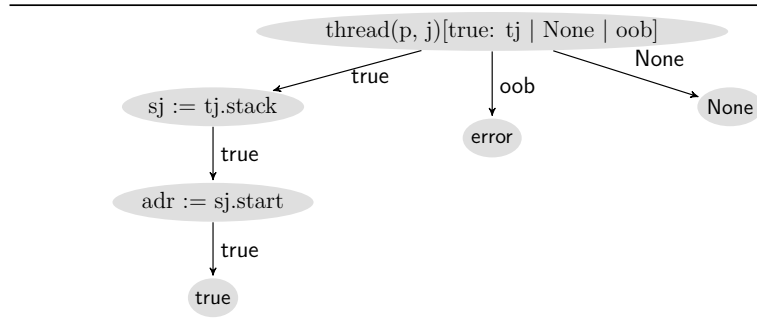 thread(p, j)[true: tj | None | oob]
true
oob
None
sj := tj.stack
error
None
true
adr := sj.start
true
true